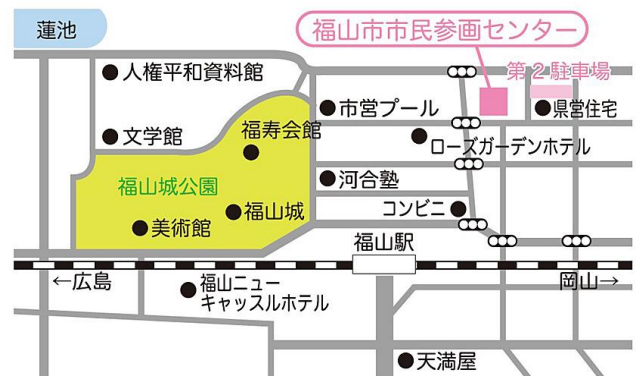 蓮池
福山市市民参画センター
人権平和資料館
第2駐車場
市営プール
県営住宅
文学館
福寿会館
ローズガーデンホテル
河合塾
福山城公園
福山城
コンビニ
美術館
福山駅
←広島
岡山→
福山ニュー
キャッスルホテル
天満屋